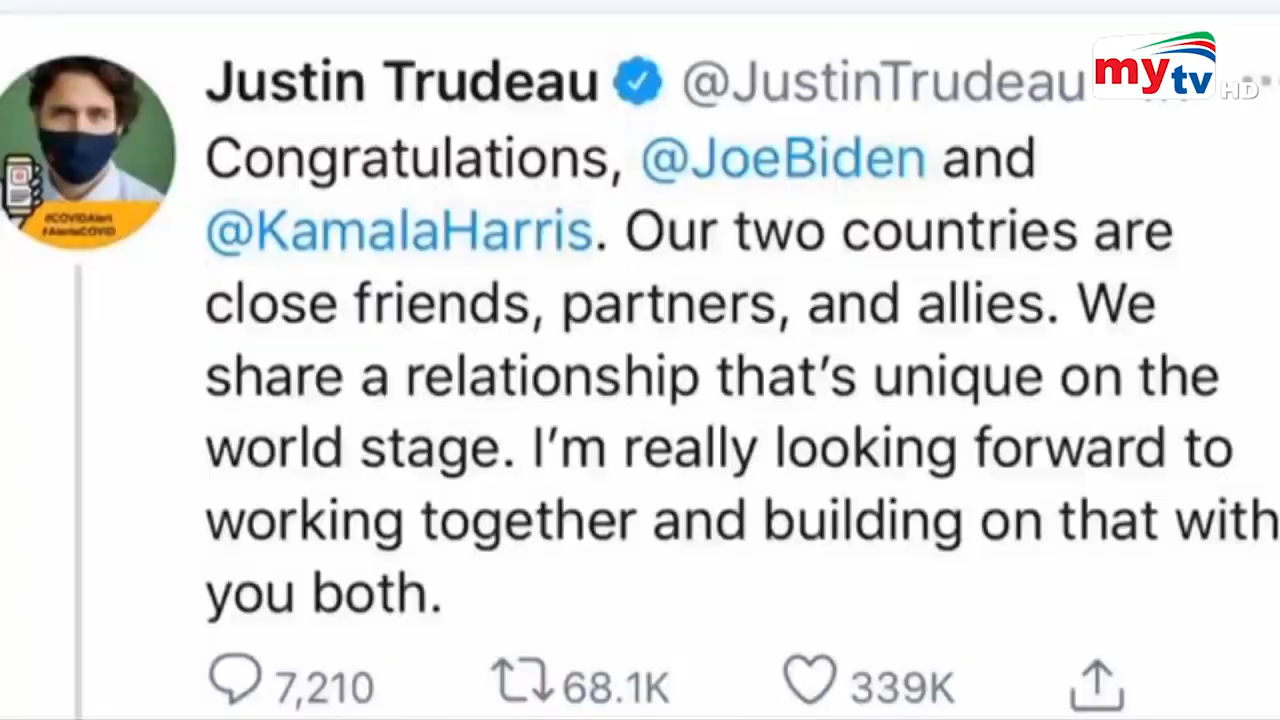 Justin Trudeau @JustinTrudeau
mytv HD
#COVIDAlert
#AlerteCOVID
Congratulations, @JoeBiden and
@KamalaHarris. Our two countries are
close friends, partners, and allies. We
share a relationship that’s unique on the
world stage. I’m really looking forward to
working together and building on that with
you both.
7,210 68.1K 339K